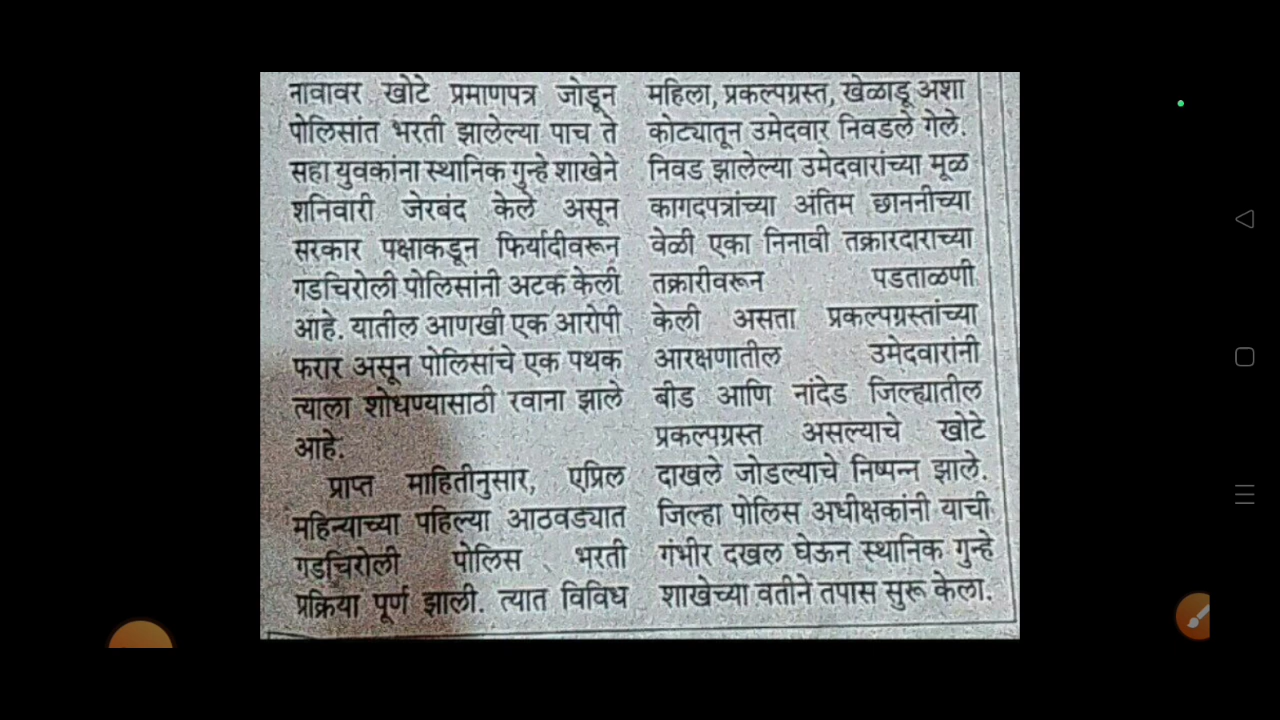 नावावर खोटे प्रमाणपत्र जोडून
पोलिसांत भरती झालेल्या पाच ते
सहा युवकांना स्थानिक गुन्हे शाखेने
शनिवारी जेरबंद केले असून
सरकार पक्षाकडून फिर्यादीवरून
गडचिरोली पोलिसांनी अटक केली
आहे. यातील आणखी एक आरोपी
फरार असून पोलिसांचे एक पथक
त्याला शोधण्यासाठी रवाना झाले
आहे.
प्राप्त माहितीनुसार, एप्रिल
महिन्याच्या पहिल्या आठवड्यात
गडचिरोली पोलिस भरती
प्रक्रिया पूर्ण झाली. त्यात विविध
महिला, प्रकल्पग्रस्त, खेळाडू अशा
कोट्यातून उमेदवार निवडले गेले.
निवड झालेल्या उमेदवारांच्या मूळ
कागदपत्रांच्या अंतिम छाननीच्या
वेळी एका निनावी तक्रारदाराच्या
तक्रारीवरून पडताळणी
केली असता प्रकल्पग्रस्तांच्या
आरक्षणातील उमेदवारांनी
बीड आणि नांदेड जिल्ह्यातील
प्रकल्पग्रस्त असल्याचे खोटे
दाखले जोडल्याचे निष्पन्न झाले.
जिल्हा पोलिस अधीक्षकांनी याची
गंभीर दखल घेऊन स्थानिक गुन्हे
शाखेच्या वतीने तपास सुरू केला.